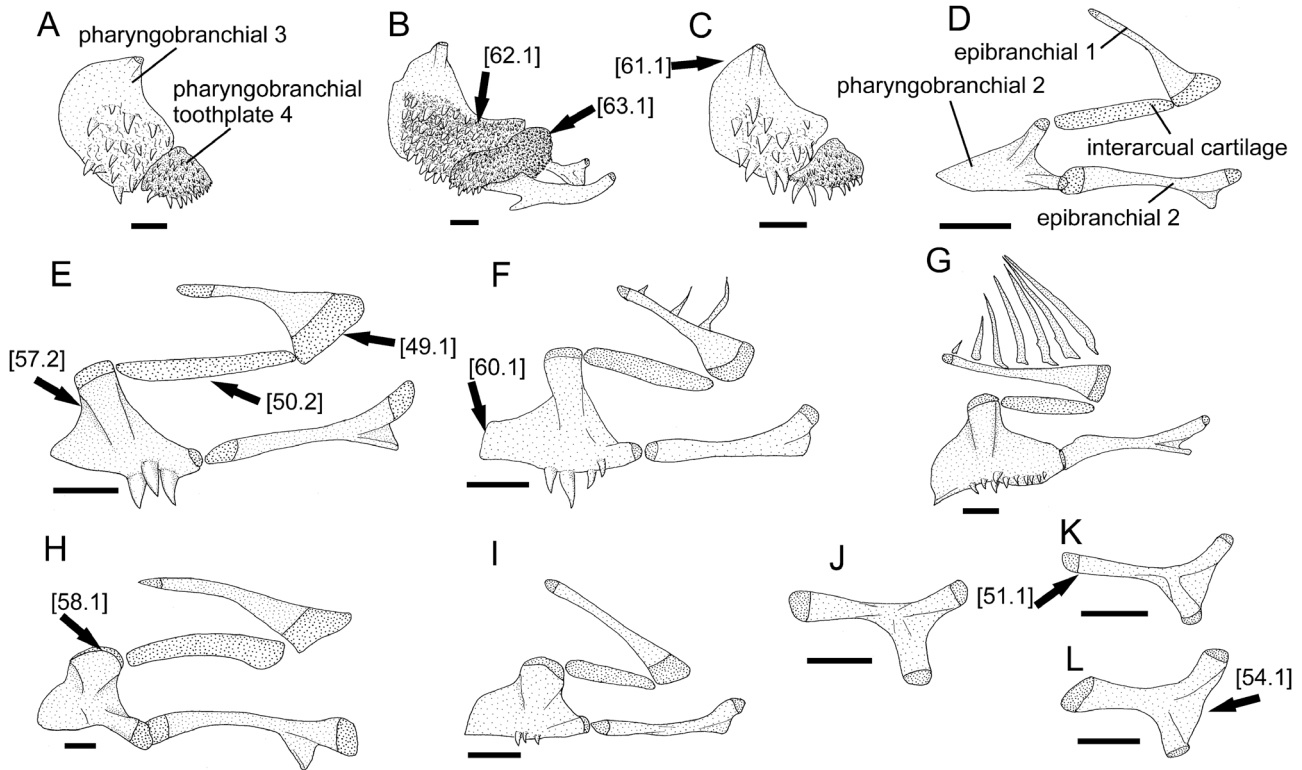 A
pharyngobranchial 3
pharyngobranchial
toothplate 4
B
[62.1]
[63.1]
C
[61.1]
D
epibranchial 1
pharyngobranchial 2
interarcual cartilage
epibranchial 2
E
[57.2]
[49.1]
[50.2]
F
[60.1]
G
H
[58.1]
I
J
K
[51.1]
L
[54.1]